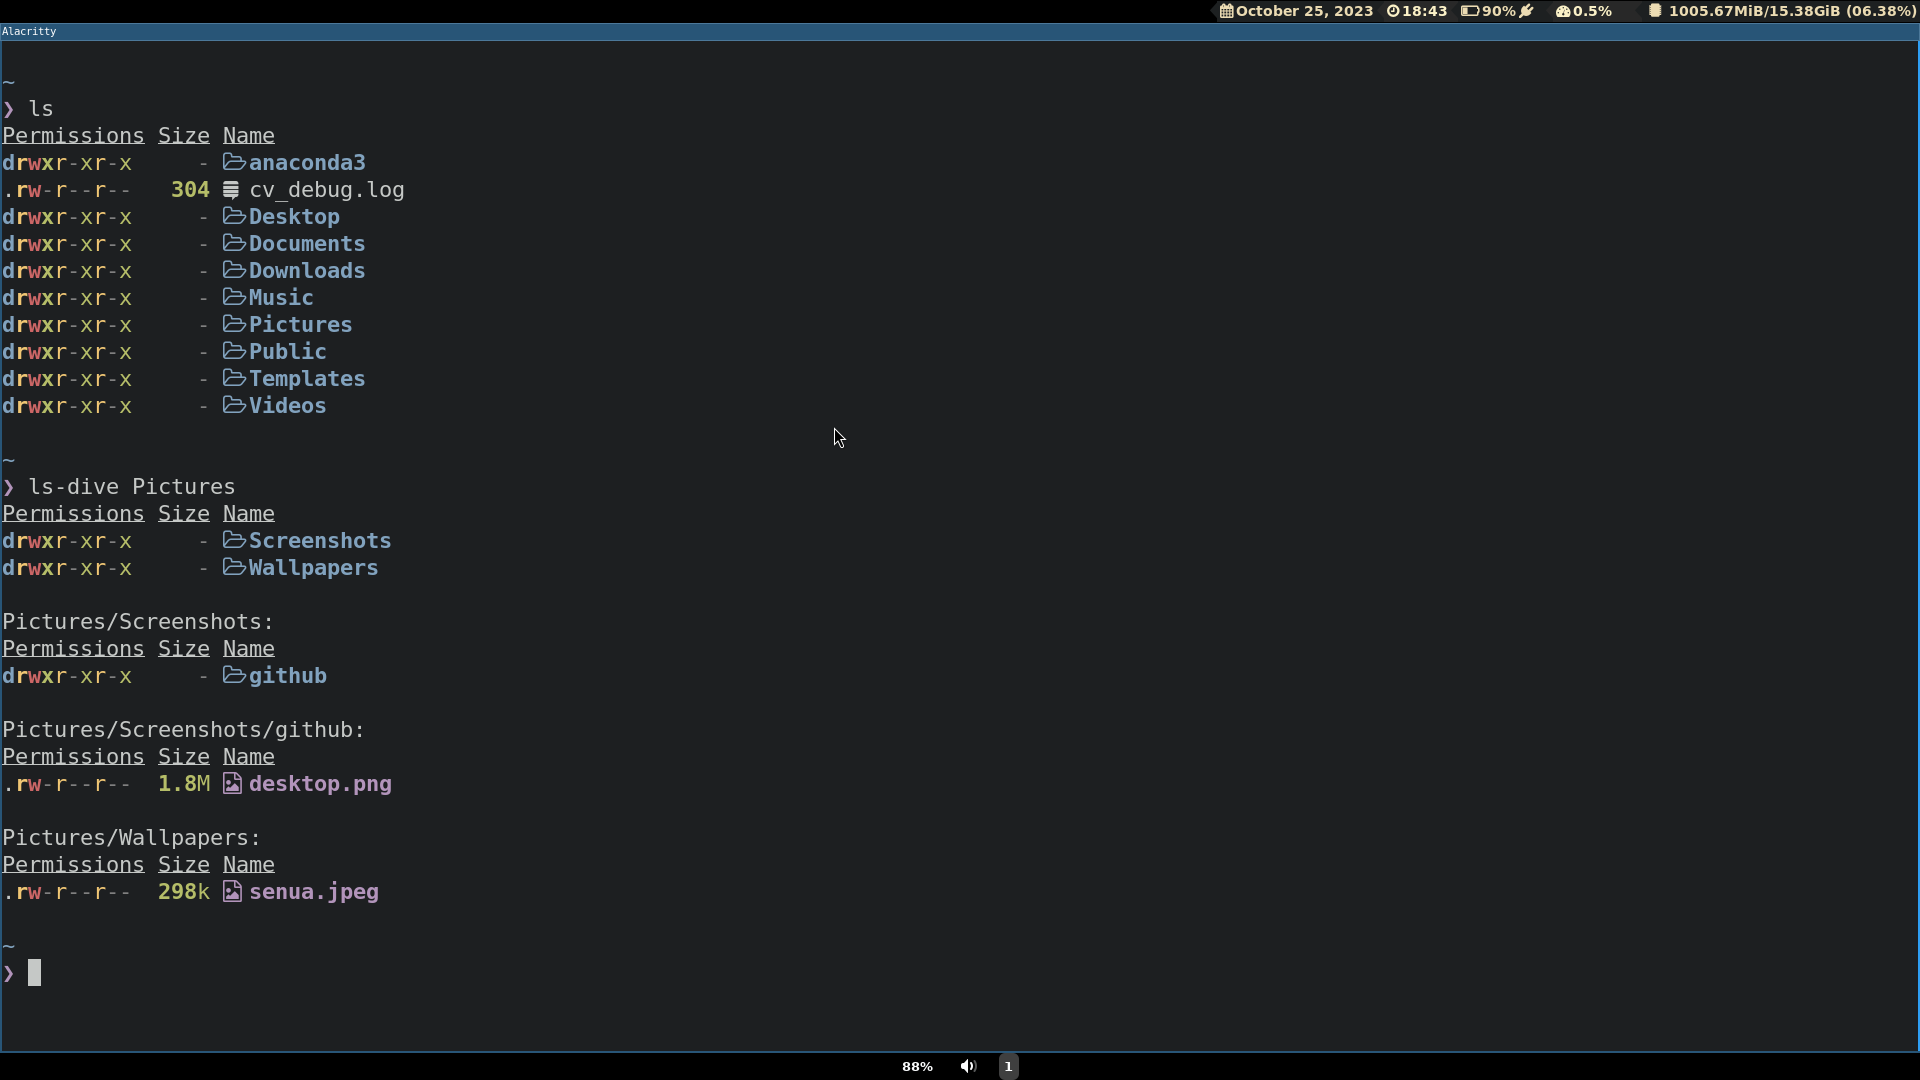 October 25, 2023 18:43 90% 0.5% 1005.67MiB/15.38GiB (06.38%)
Alacritty
~
❯ ls
Permissions Size Name
drwxr-xr-x - anaconda3
.rw-r--r-- 304 cv_debug.log
drwxr-xr-x - Desktop
drwxr-xr-x - Documents
drwxr-xr-x - Downloads
drwxr-xr-x - Music
drwxr-xr-x - Pictures
drwxr-xr-x - Public
drwxr-xr-x - Templates
drwxr-xr-x - Videos
~
❯ ls-dive Pictures
Permissions Size Name
drwxr-xr-x - Screenshots
drwxr-xr-x - Wallpapers
Pictures/Screenshots:
Permissions Size Name
drwxr-xr-x - github
Pictures/Screenshots/github:
Permissions Size Name
.rw-r--r-- 1.8M desktop.png
Pictures/Wallpapers:
Permissions Size Name
.rw-r--r-- 298k senua.jpeg
~
❯
88% 1